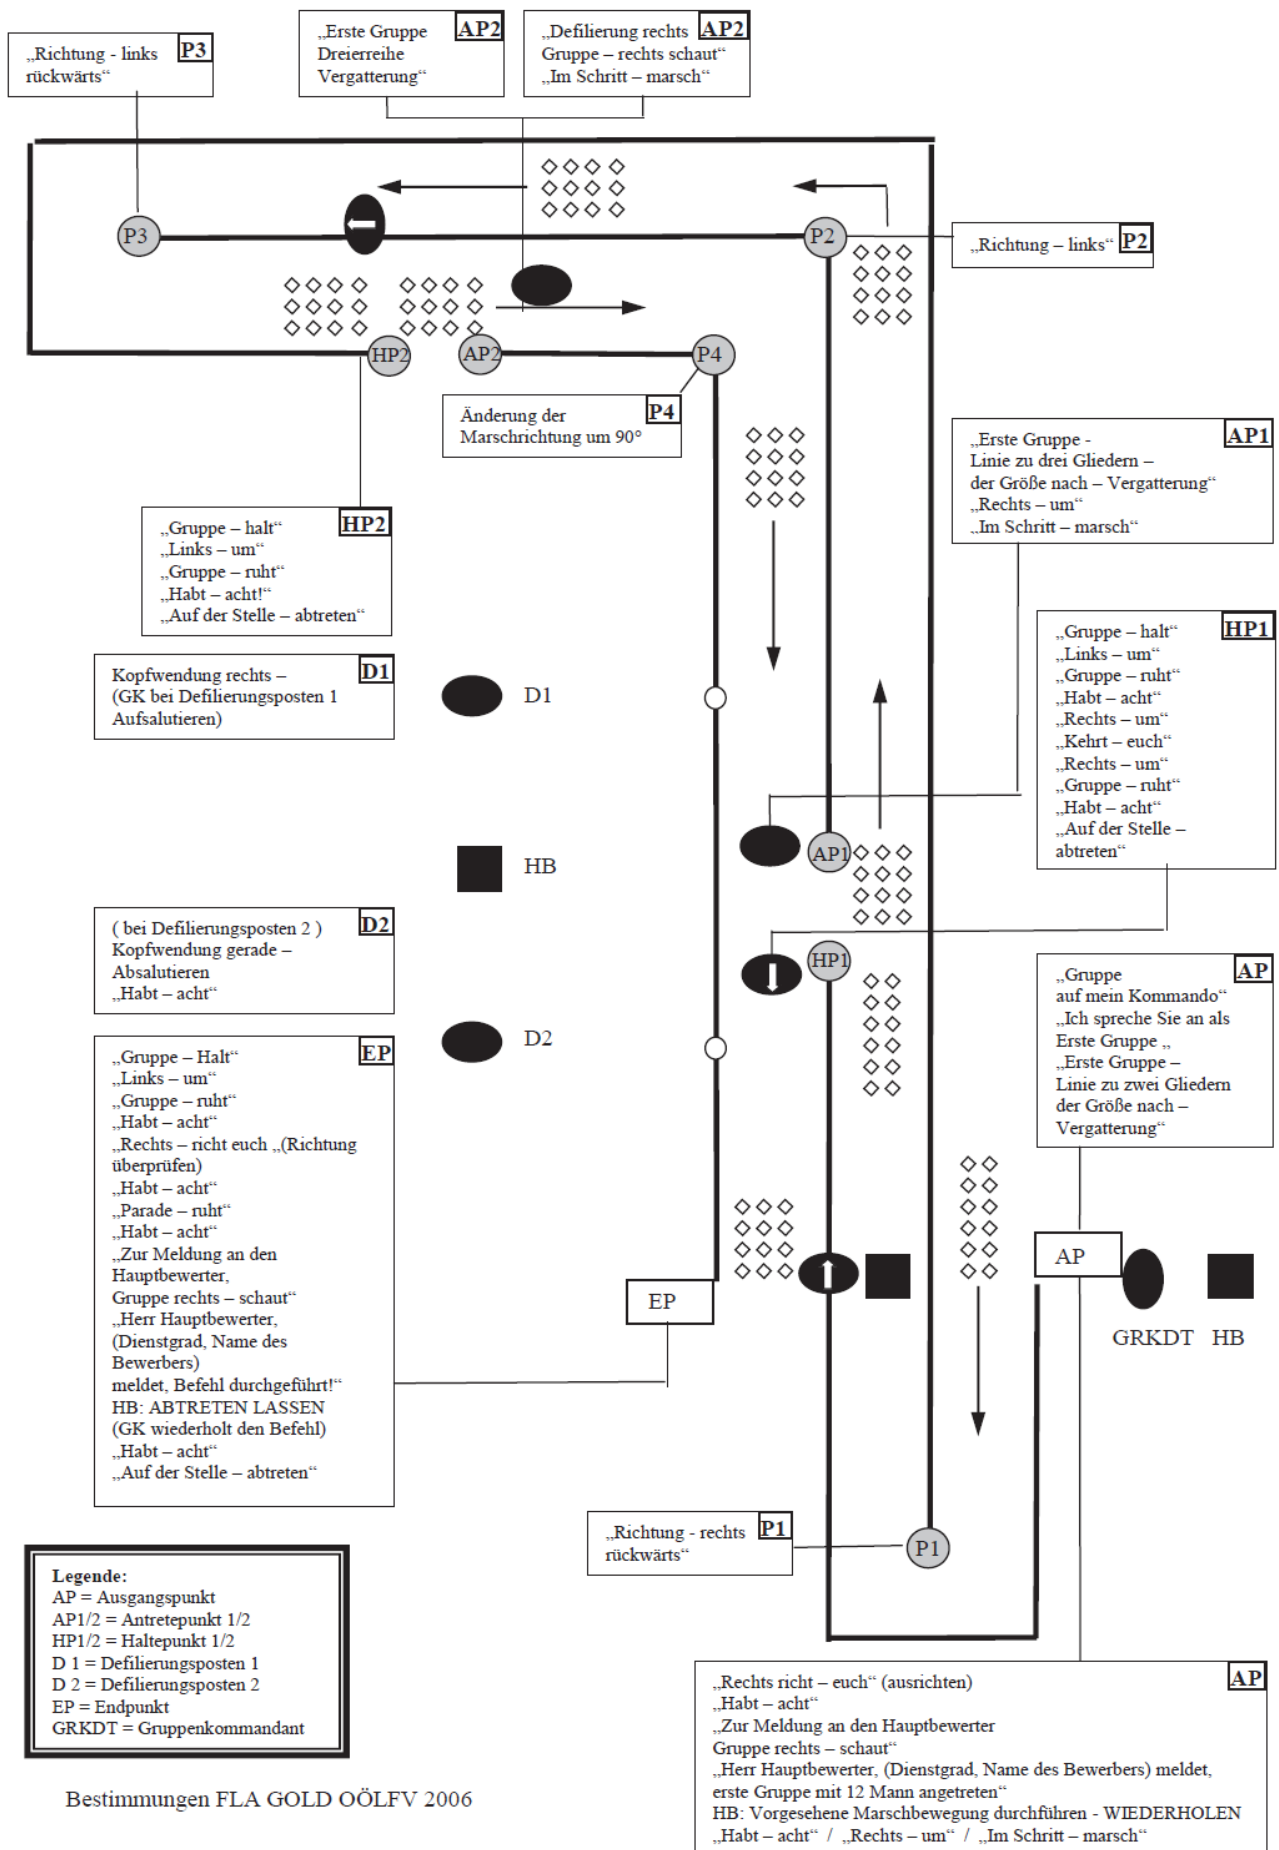 „Richtung - links
rückwärts“
P3
„Erste Gruppe
Dreierreihe
Vergatterung“
AP2
„Defilierung rechts
Gruppe – rechts schaut“
„Im Schritt – marsch“
AP2
P3
P2
„Richtung – links“
P2
HP2
AP2
P4
Änderung der
Marschrichtung um 90°
P4
„Erste Gruppe -
Linie zu drei Gliedern –
der Größe nach – Vergatterung“
„Rechts – um“
„Im Schritt – marsch“
AP1
„Gruppe – halt“
„Links – um“
„Gruppe – ruht“
„Habt – acht!“
„Auf der Stelle – abtreten“
HP2
„Gruppe – halt“
„Links – um“
„Gruppe – ruht“
„Habt – acht“
„Rechts – um“
„Kehrt – euch“
„Rechts – um“
„Gruppe – ruht“
„Habt – acht“
„Auf der Stelle –
abtreten“
HP1
Kopfwendung rechts –
(GK bei Defilierungsposten 1
Aufsalutieren)
D1
D1
AP1
HB
( bei Defilierungsposten 2 )
Kopfwendung gerade –
Absalutieren
„Habt – acht“
D2
HP1
D2
„Gruppe
auf mein Kommando“
„Ich spreche Sie an als
Erste Gruppe „
„Erste Gruppe –
Linie zu zwei Gliedern
der Größe nach –
Vergatterung“
AP
„Gruppe – Halt“
„Links – um“
„Gruppe – ruht“
„Habt – acht“
„Rechts – richt euch „(Richtung
überprüfen)
„Habt – acht“
„Parade – ruht“
„Habt – acht“
„Zur Meldung an den
Hauptbewerter,
Gruppe rechts – schaut“
„Herr Hauptbewerter,
(Dienstgrad, Name des
Bewerbers)
meldet, Befehl durchgeführt!“
HB: ABTRETEN LASSEN
(GK wiederholt den Befehl)
„Habt – acht“
„Auf der Stelle – abtreten“
EP
EP
AP
GRKDT
HB
„Richtung - rechts
rückwärts“
P1
P1
Legende:
AP = Ausgangspunkt
AP1/2 = Antretepunkt 1/2
HP1/2 = Haltepunkt 1/2
D 1 = Defilierungsposten 1
D 2 = Defilierungsposten 2
EP = Endpunkt
GRKDT = Gruppenkommandant
„Rechts richt – euch“ (ausrichten)
„Habt – acht“
„Zur Meldung an den Hauptbewerter
Gruppe rechts – schaut“
„Herr Hauptbewerter, (Dienstgrad, Name des Bewerbers) meldet,
erste Gruppe mit 12 Mann angetreten“
HB: Vorgesehene Marschbewegung durchführen - WIEDERHOLEN
„Habt – acht“ / „Rechts – um“ / „Im Schritt – marsch“
AP
Bestimmungen FLA GOLD OÖLFV 2006